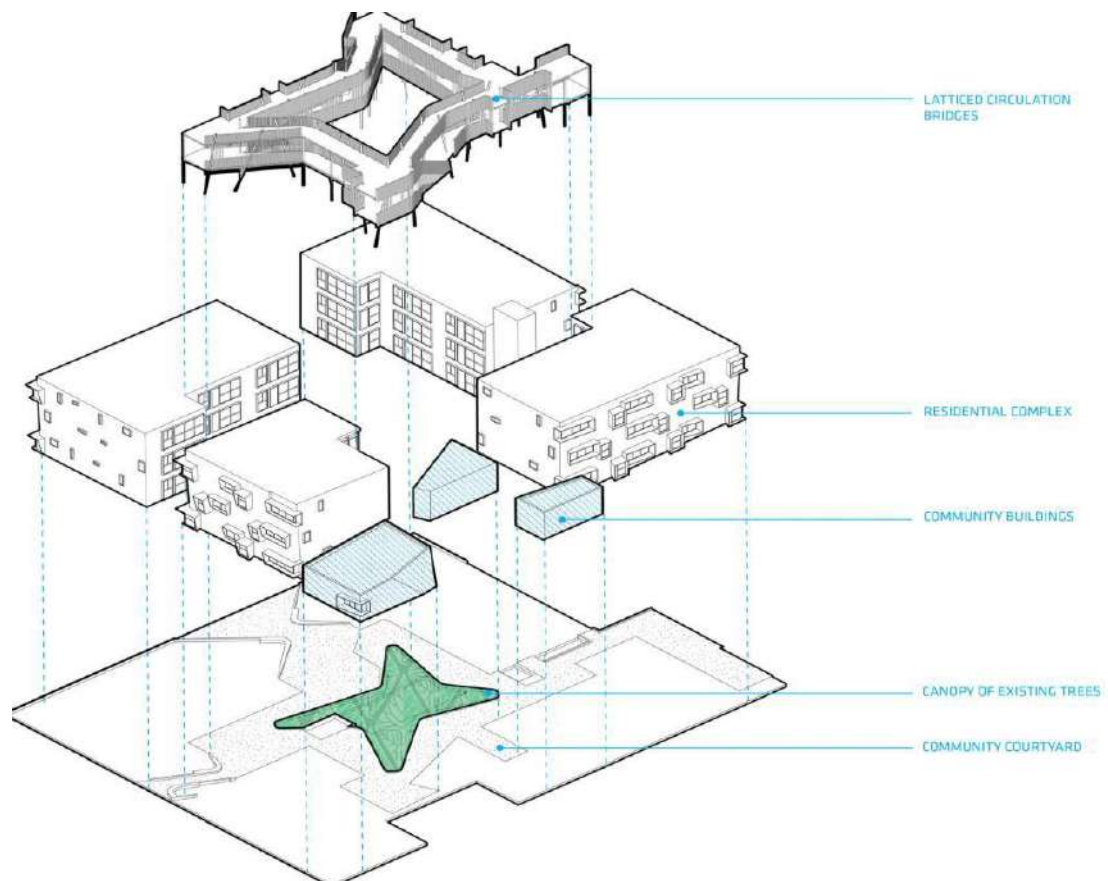 LATTICED CIRCULATION
BRIDGES
RESIDENTIAL COMPLEX
COMMUNITY BUILDINGS
CANOPY OF EXISTING TREES
COMMUNITY COURTYARD